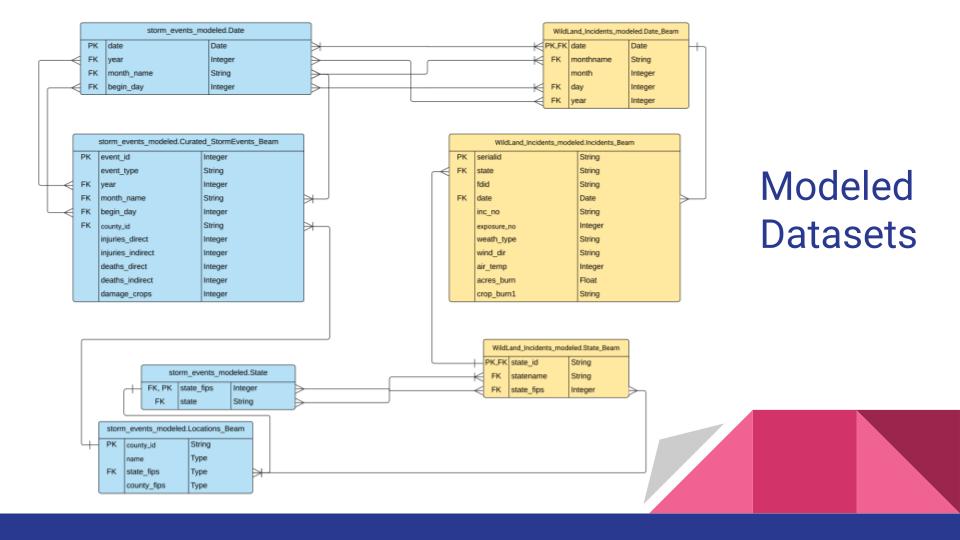 storm_events_modeled.Date
PK date Date
FK year Integer
FK month_name String
FK begin_day Integer
WildLand_Incidents_modeled.Date_Beam
PK,FK date Date
FK monthname String
month Integer
FK day Integer
FK year Integer
storm_events_modeled.Curated_StormEvents_Beam
PK event_id Integer
event_type String
FK year Integer
FK month_name String
FK begin_day Integer
FK county_id String
injuries_direct Integer
injuries_indirect Integer
deaths_direct Integer
deaths_indirect Integer
damage_crops Integer
WildLand_Incidents_modeled.Incidents_Beam
PK serialid String
FK state String
fdid String
FK date Date
inc_no String
exposure_no Integer
weath_type String
wind_dir String
air_temp Integer
acres_burn Float
crop_burn1 String
Modeled
Datasets
storm_events_modeled.State
FK, PK state_fips Integer
FK state String
WildLand_Incidents_modeled.State_Beam
PK,FK state_id String
FK statename String
FK state_fips Integer
storm_events_modeled.Locations_Beam
PK county_id String
name Type
FK state_fips Type
county_fips Type